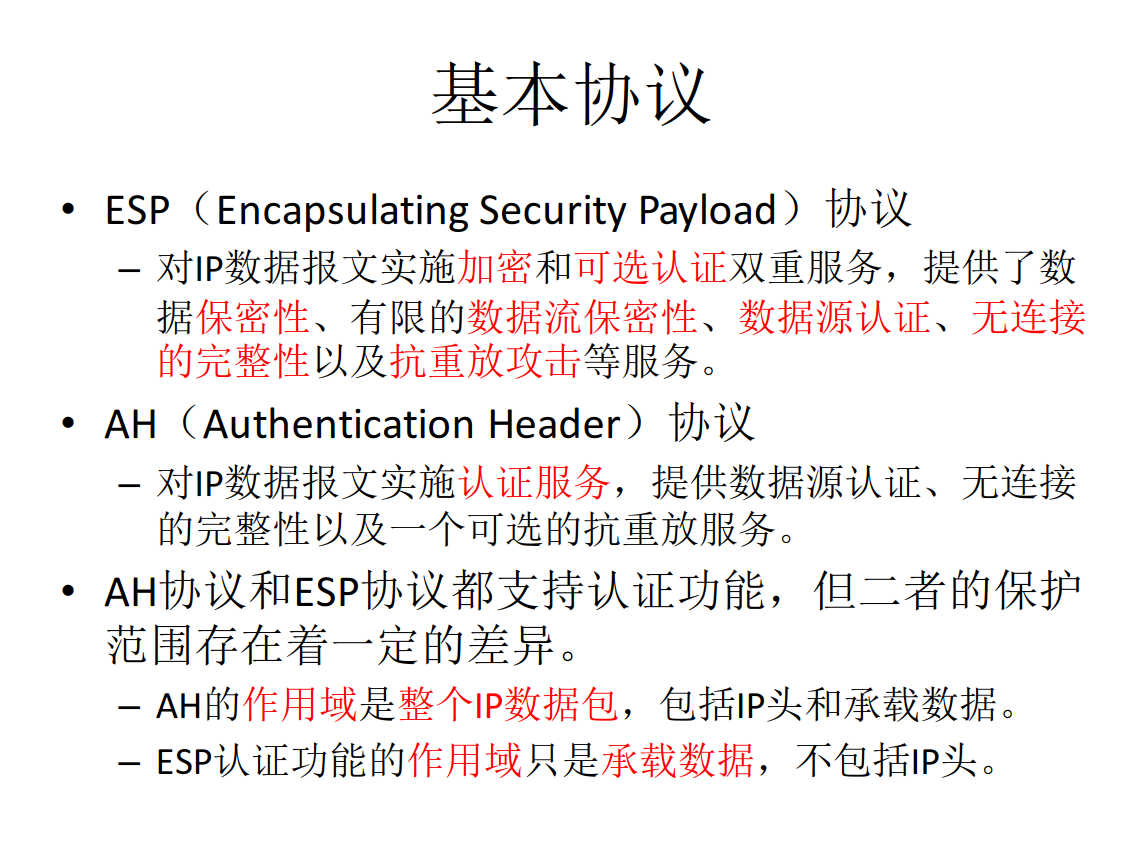 基本协议
• ESP（Encapsulating Security Payload）协议
– 对IP数据报文实施加密和可选认证双重服务，提供了数
据保密性、有限的数据流保密性、数据源认证、无连接
的完整性以及抗重放攻击等服务。
• AH（Authentication Header）协议
– 对IP数据报文实施认证服务，提供数据源认证、无连接
的完整性以及一个可选的抗重放服务。
• AH协议和ESP协议都支持认证功能，但二者的保护
范围存在着一定的差异。
– AH的作用域是整个IP数据包，包括IP头和承载数据。
– ESP认证功能的作用域只是承载数据，不包括IP头。